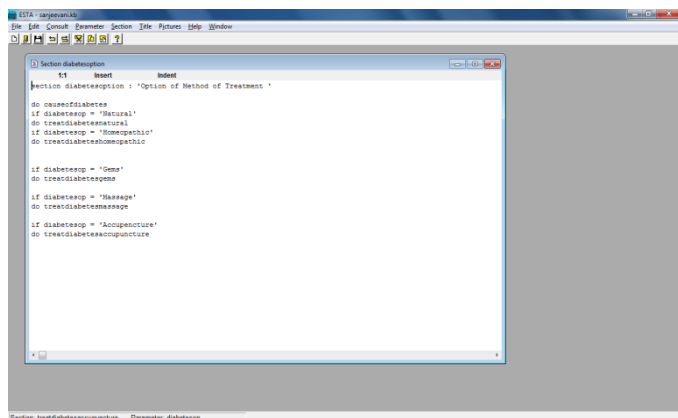 ESTA - sanjeevani.kb
File Edit Consult Parameter Section Title Pictures Help Window
Section diabetesoption
1:1 Insert Indent
section diabetesoption : 'Option of Method of Treatment '
do causeofdiabetes
if diabetesop = 'Natural'
do treatdiabetesnatural
if diabetesop = 'Homeopathic'
do treatdiabeteshomeopathic
if diabetesop = 'Gems'
do treatdiabetesgems
if diabetesop = 'Massage'
do treatdiabetesmassage
if diabetesop = 'Accupencture'
do treatdiabetesaccupuncture
Section: treatdiabetesaccupuncture Parameter: diabetesop